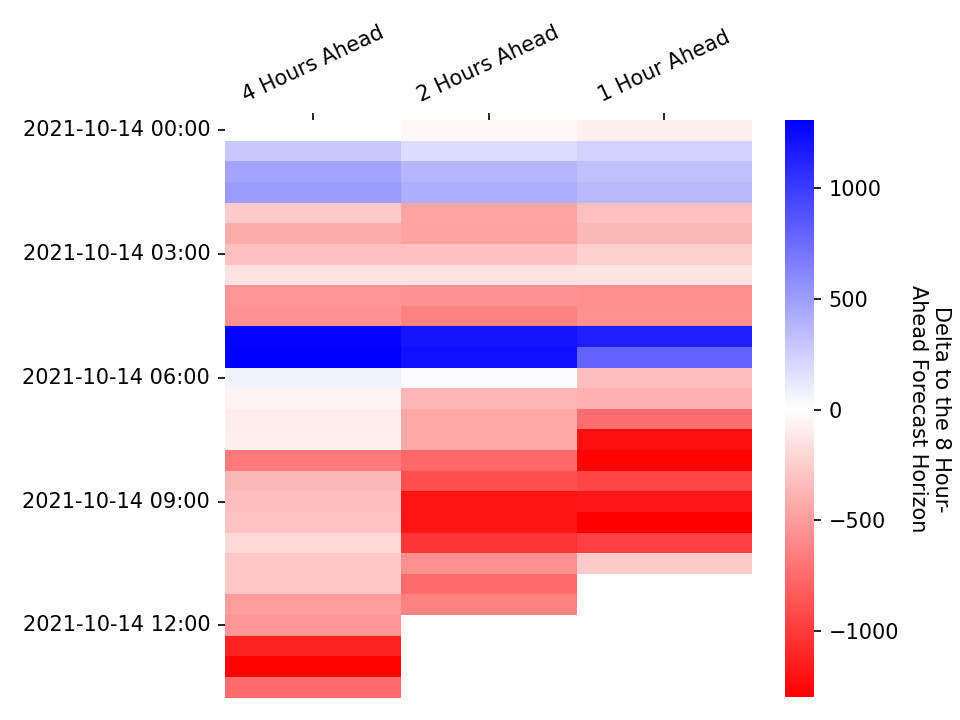 4 Hours Ahead
2 Hours Ahead
1 Hour Ahead
2021-10-14 00:00
2021-10-14 03:00
2021-10-14 06:00
2021-10-14 09:00
2021-10-14 12:00
1000
500
0
−500
−1000
Delta to the 8 Hour-
Ahead Forecast Horizon